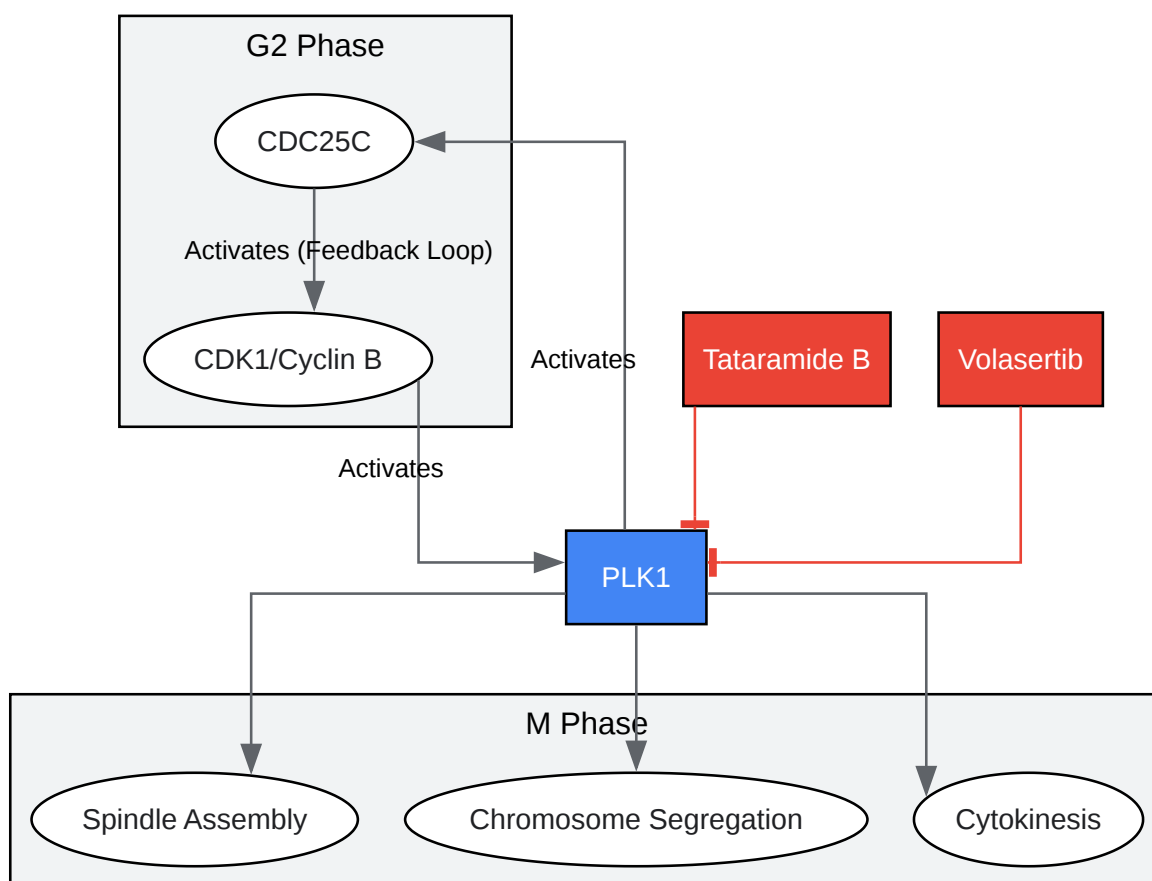 G2 Phase
CDC25C
Activates (Feedback Loop)
CDK1/Cyclin B
Activates
Tataramide B
Volasertib
Activates
PLK1
M Phase
Spindle Assembly
Chromosome Segregation
Cytokinesis